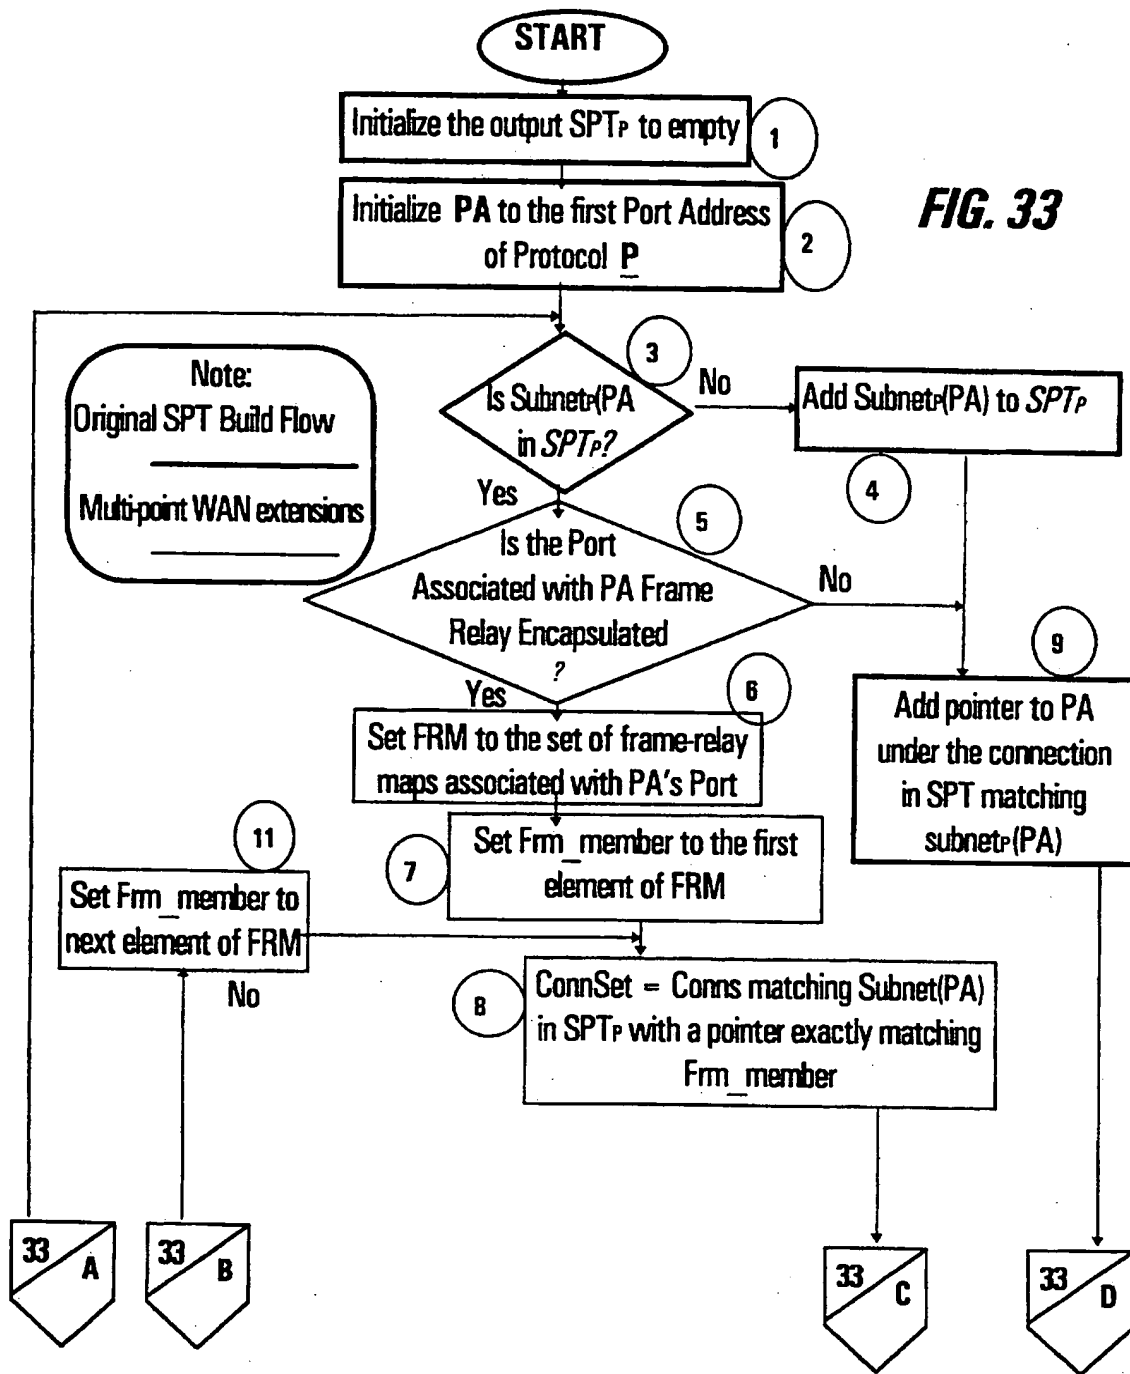 START
Initialize the output SPTP to empty
1
Initialize PA to the first Port Address
of Protocol P
2
FIG. 33
3
Is SubnetP(PA
in SPTP?
No
Add SubnetP(PA) to SPTP
4
Note:
Original SPT Build Flow
Multi-point WAN extensions
Yes
5
Is the Port
Associated with PA Frame
Relay Encapsulated
?
No
9
Add pointer to PA
under the connection
in SPT matching
subnetP(PA)
Yes
6
Set FRM to the set of frame-relay
maps associated with PA's Port
7
Set Frm_member to the first
element of FRM
11
Set Frm_member to
next element of FRM
No
8
ConnSet = Conns matching Subnet(PA)
in SPTP with a pointer exactly matching
Frm_member
33 A
33 B
33 C
33 D